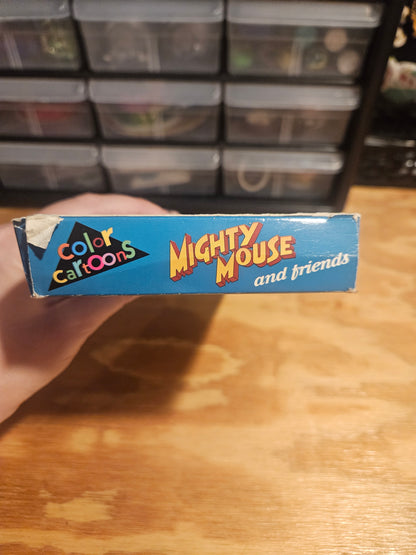 color
cartoons
MIGHTY
MOUSE
and friends